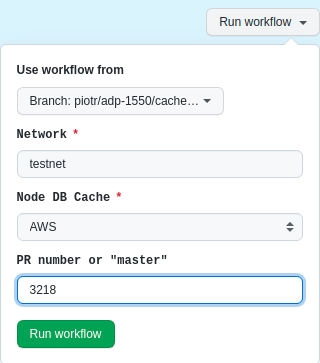 Run workflow
Use workflow from
Branch: piotr/adp-1550/cache…
Network *
testnet
Node DB Cache *
AWS
PR number or "master"
3218
Run workflow